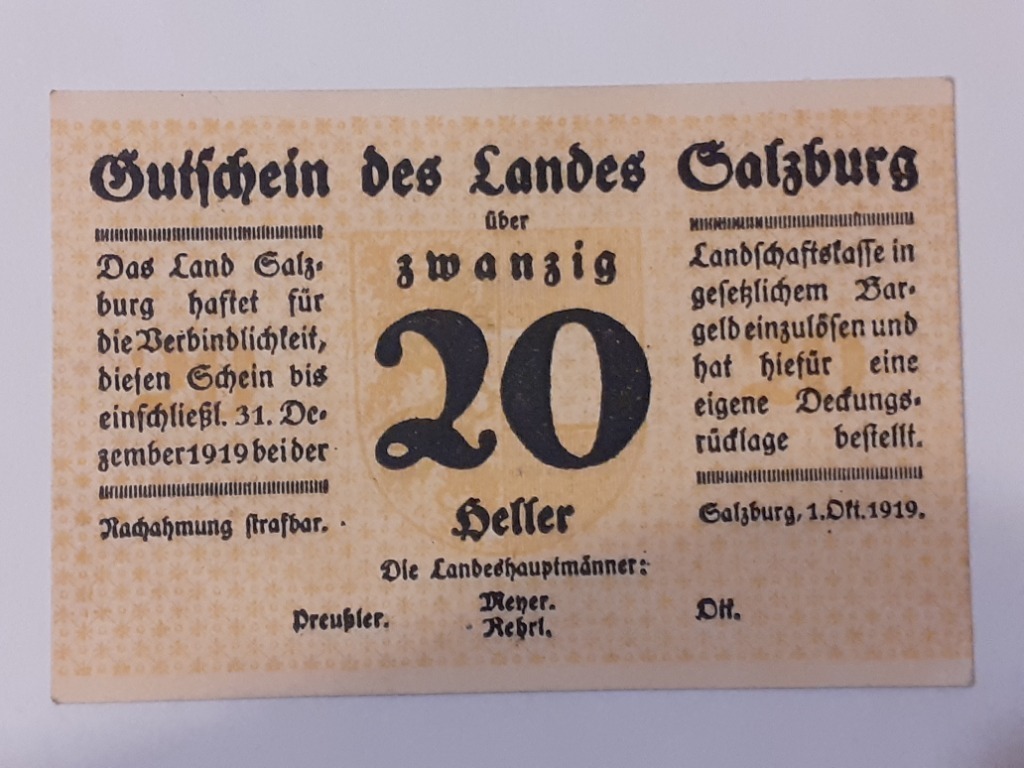 Gutschein des Landes Salzburg
über
zwanzig
20
Heller
Das Land Salz-
burg haftet für
die Verbindlichkeit,
diesen Schein bis
einschließl. 31. De-
zember 1919 bei der
Landschaftskasse in
gesetzlichem Bar-
geld einzulösen und
hat hiefür eine
eigene Deckungs-
rücklage bestellt.
Nachahmung strafbar.
Salzburg, 1. Okt. 1919.
Die Landeshauptmänner:
Preußler.
Meyer.
Rehrl.
Ott.